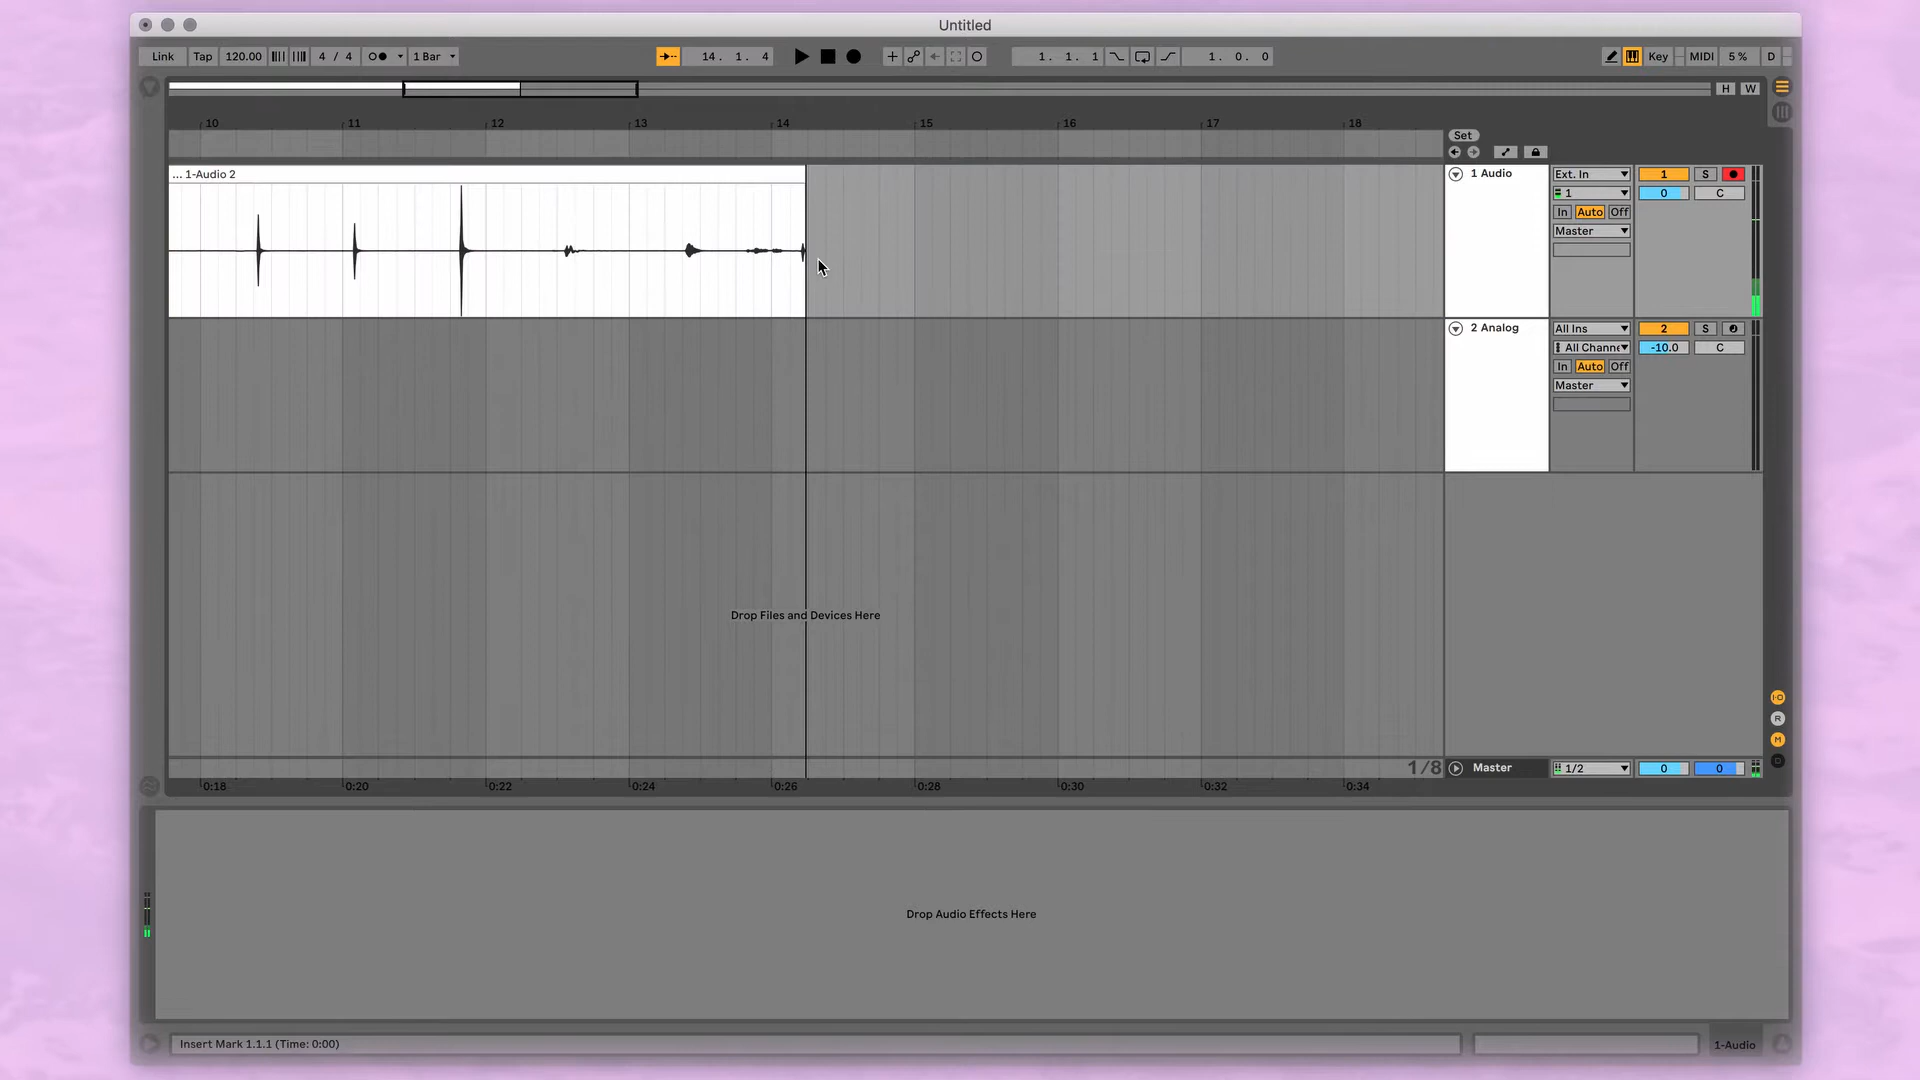 Untitled
Link Tap 120.00 4 / 4 1 Bar 14. 1. 4 1. 1. 1 1. 0. 0 Key MIDI 5 % D
H W
10 11 12 13 14 15 16 17 18
Set
... 1-Audio 2
1 Audio Ext. In 1 S
1 0 C
In Auto Off
Master
2 Analog All Ins 2 S
All Channe -10.0 C
In Auto Off
Master
Drop Files and Devices Here
I·O
R
M
D
1/8 Master 1/2 0 0
0:18 0:20 0:22 0:24 0:26 0:28 0:30 0:32 0:34
Drop Audio Effects Here
Insert Mark 1.1.1 (Time: 0:00) 1-Audio